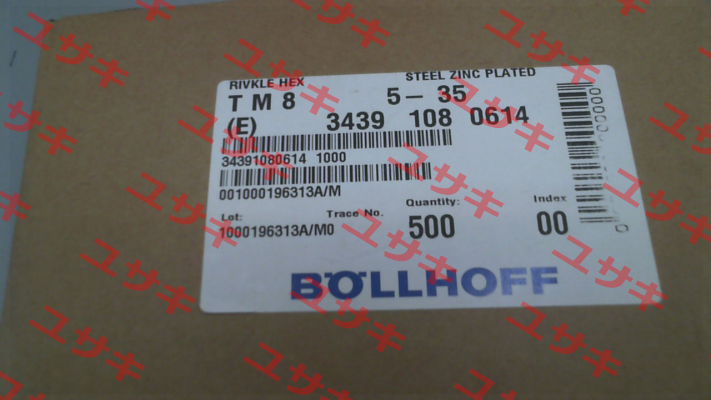 RIVKLE HEX STEEL ZINC PLATED
T M 8 5 – 35
(E) 3439 108 0614
34391080614 1000
001000196313A/M
Lot: Trace No. Quantity: Index
1000196313A/M0 500 00
BÖLLHOFF
ユサキ